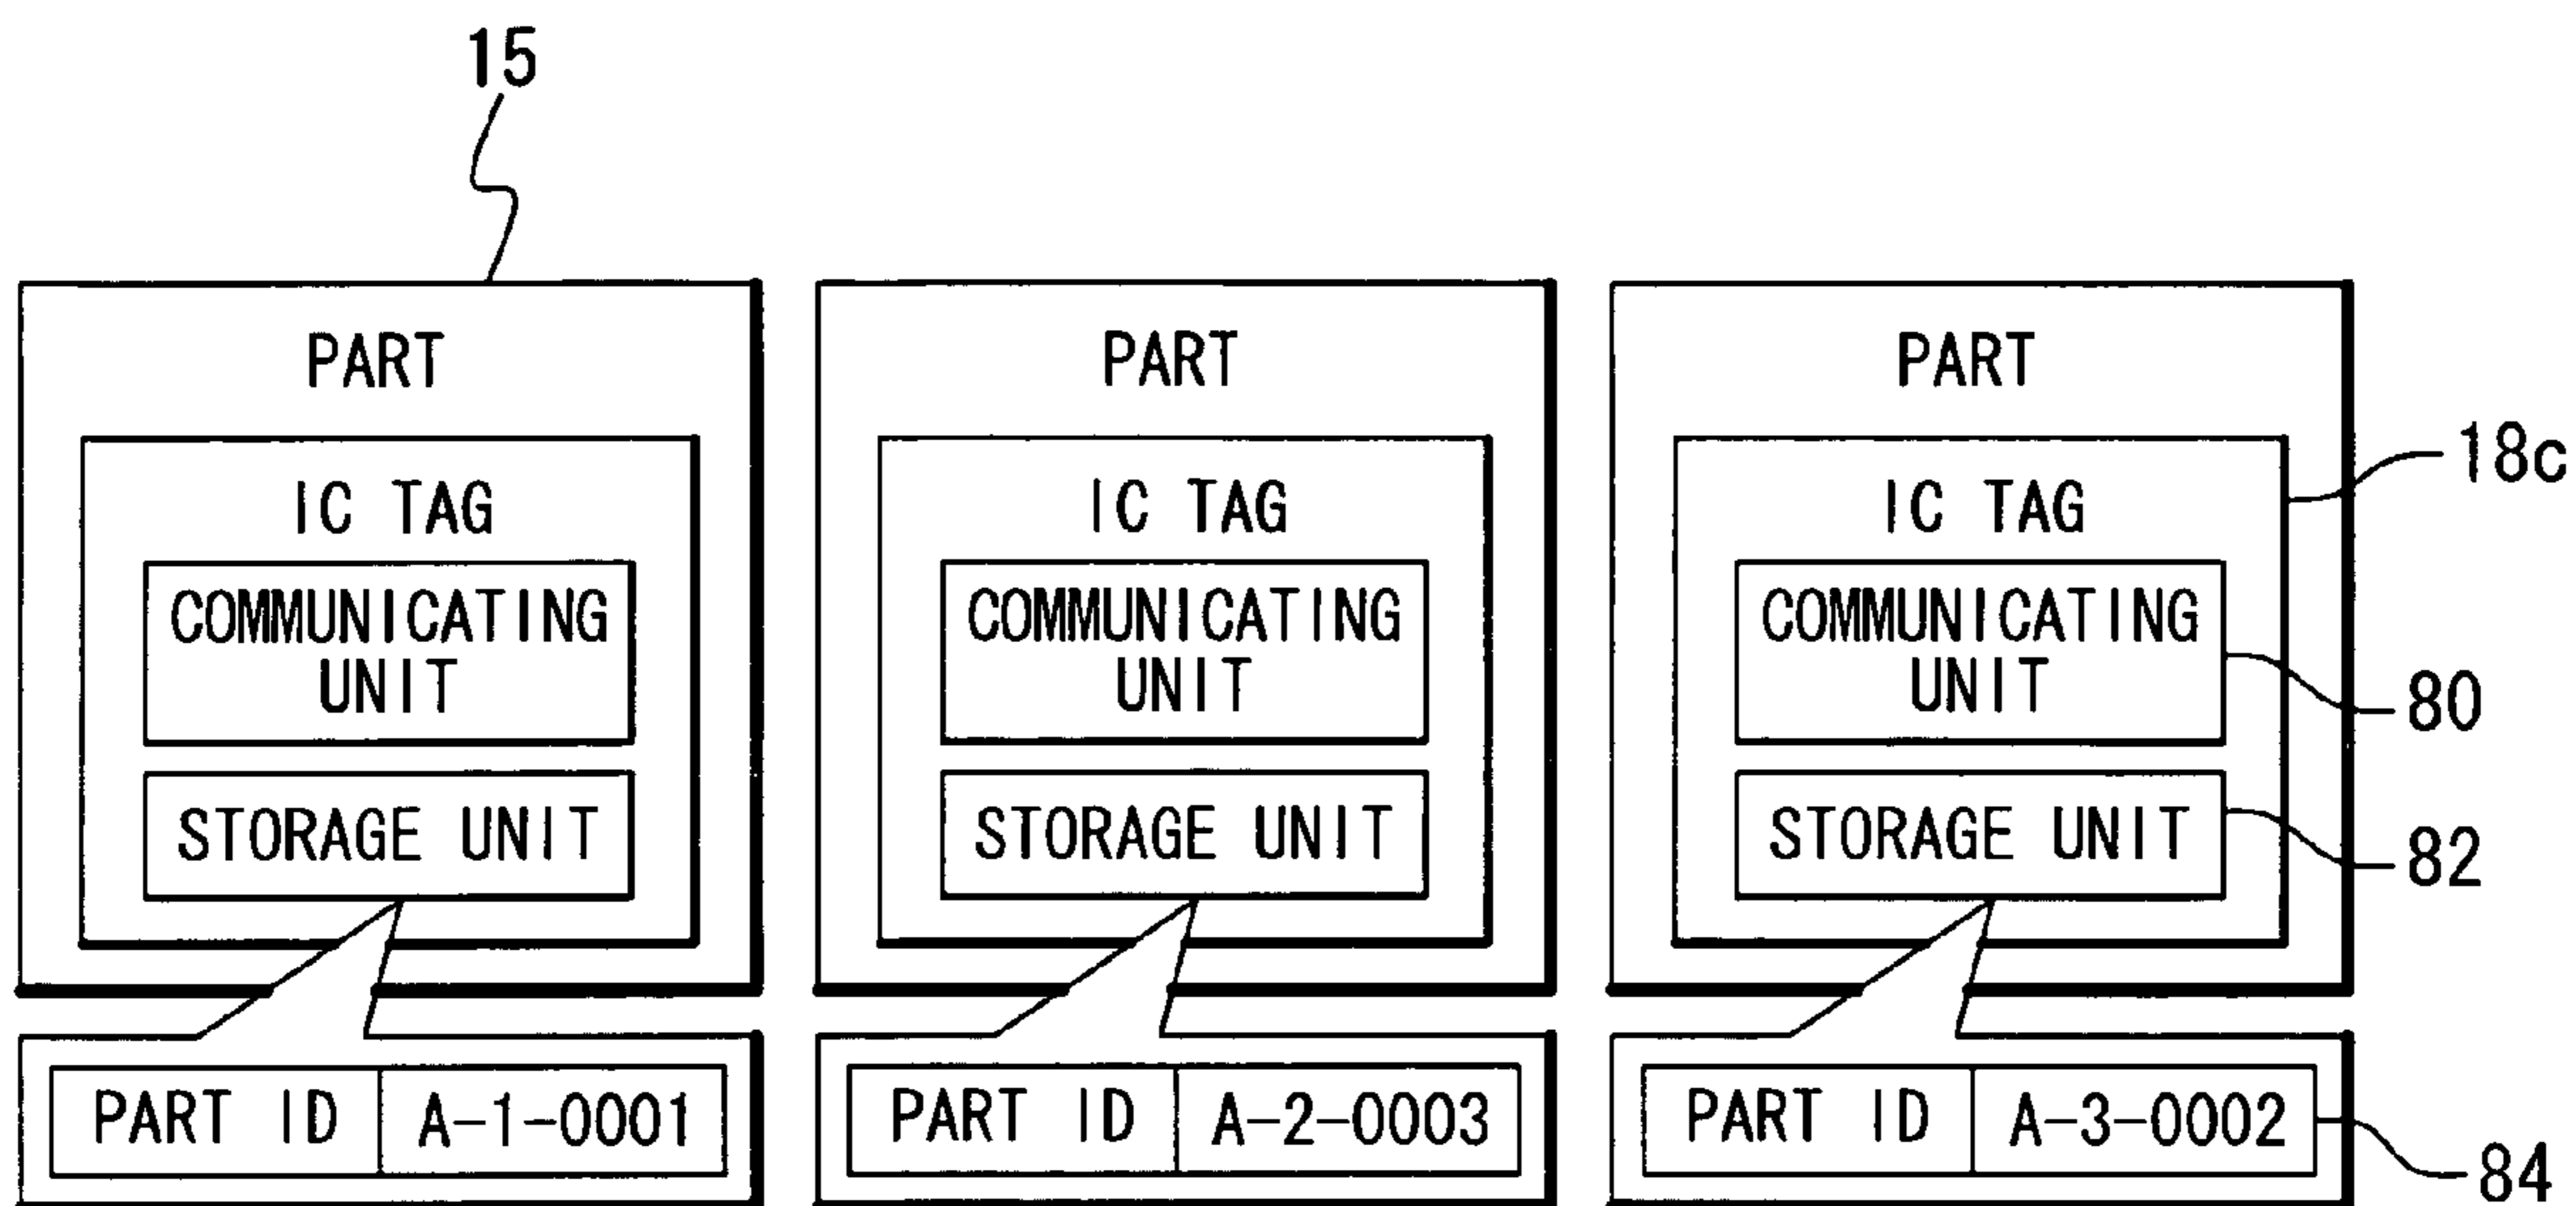 15
PART
PART
PART
18c
IC TAG
IC TAG
IC TAG
COMMUNICATING
UNIT
COMMUNICATING
UNIT
COMMUNICATING
UNIT
80
STORAGE UNIT
STORAGE UNIT
STORAGE UNIT
82
PART ID A-1-0001
PART ID A-2-0003
PART ID A-3-0002
84